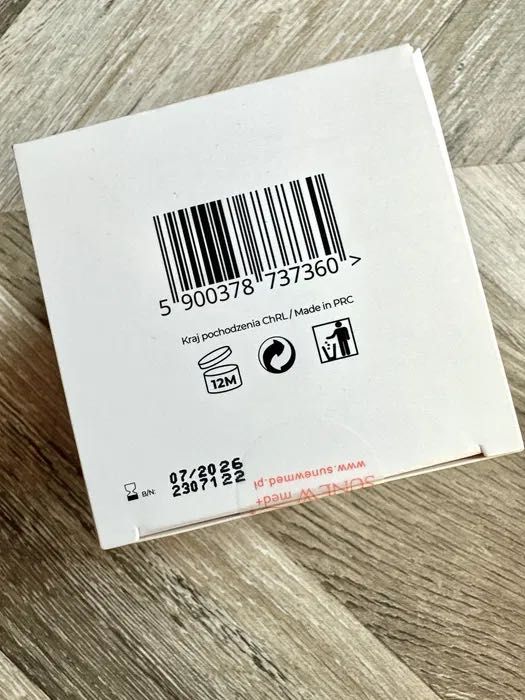 5 900378 737360 >
Kraj pochodzenia ChRL / Made in PRC
12M
B/N:
07/2026
2307122
www.sunewmed.pl
SUNEW med+